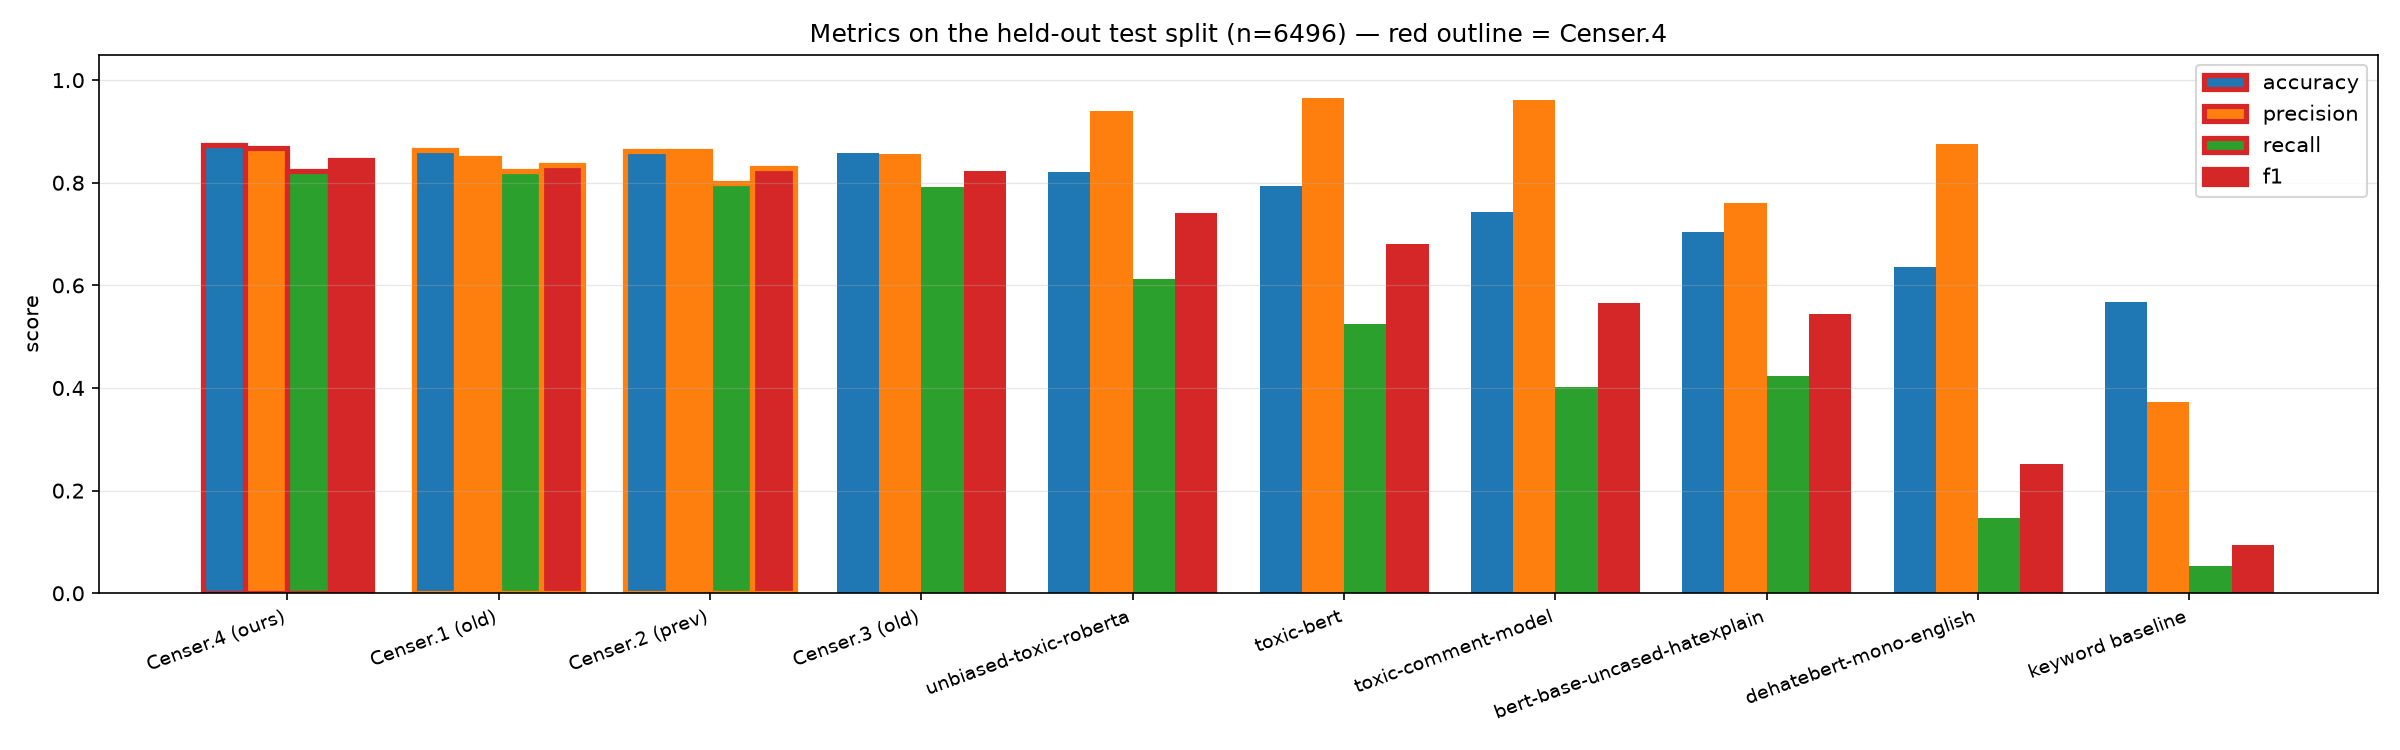 Metrics on the held-out test split (n=6496) — red outline = Censer.4
1.0
0.8
0.6
0.4
0.2
0.0
score
accuracy
precision
recall
f1
Censer.4 (ours)
Censer.1 (old)
Censer.2 (prev)
Censer.3 (old)
unbiased-toxic-roberta
toxic-bert
toxic-comment-model
bert-base-uncased-hatexplain
dehatebert-mono-english
keyword baseline